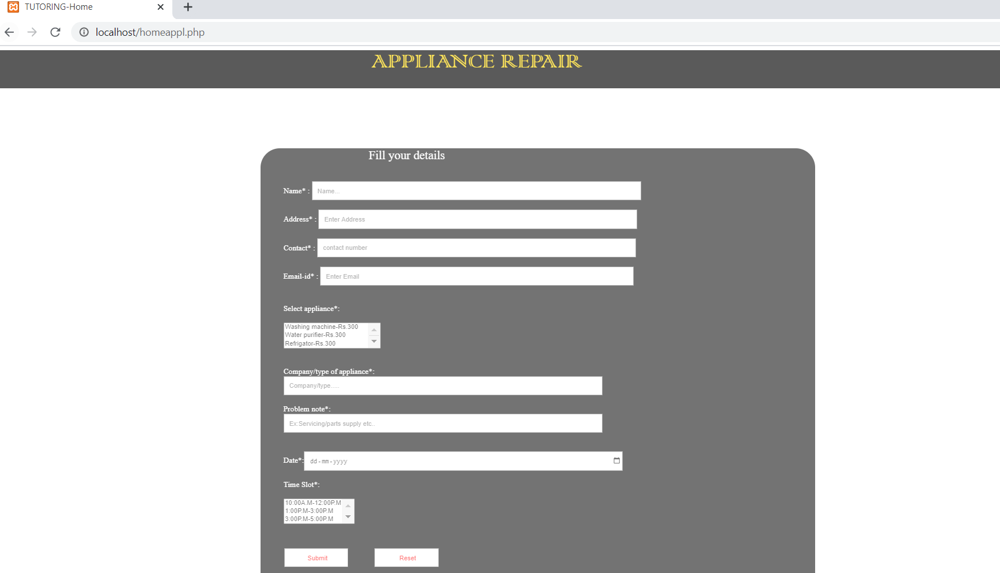 TUTORING-Home
localhost/homeappl.php
APPLIANCE REPAIR
Fill your details
Name* : Name...
Address* : Enter Address
Contact* : contact number
Email-id* : Enter Email
Select appliance*:
Washing machine-Rs.300
Water purifier-Rs.300
Refrigator-Rs.300
Company/type of appliance*:
Company/type.....
Problem note*:
Ex:Servicing/parts supply etc..
Date*: dd-mm-yyyy
Time Slot*:
10:00A.M-12:00P.M
1:00P.M-3:00P.M
3:00P.M-5:00P.M
Submit Reset